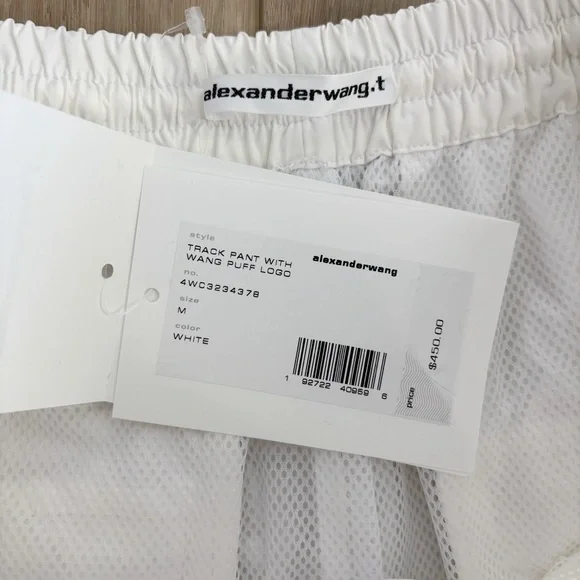 alexanderwang.t
style
TRACK PANT WITH
WANG PUFF LOGO
no.
4WC3234378
size
M
color
WHITE
alexanderwang
1 92722 40959 6
price
$450.00